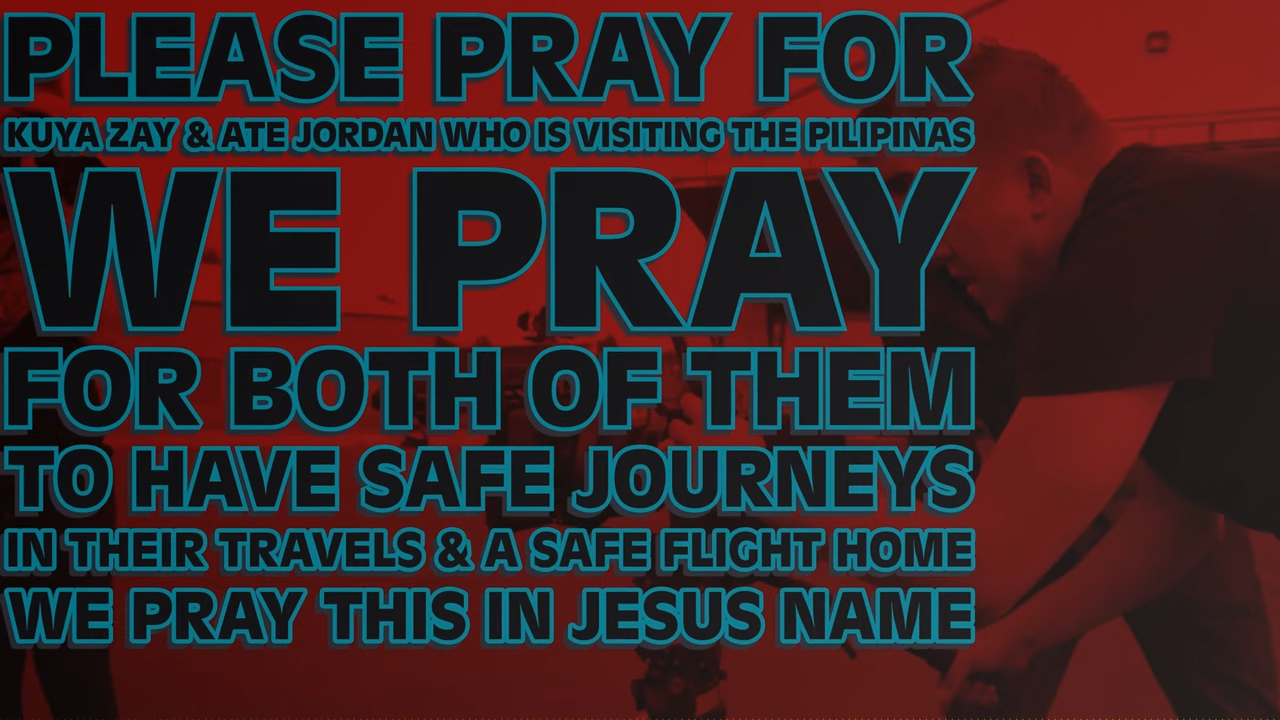 PLEASE PRAY FOR
KUYA ZAY & ATE JORDAN WHO IS VISITING THE PILIPINAS
WE PRAY
FOR BOTH OF THEM
TO HAVE SAFE JOURNEYS
IN THEIR TRAVELS & A SAFE FLIGHT HOME
WE PRAY THIS IN JESUS NAME